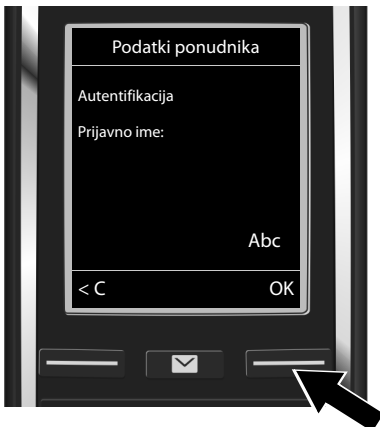 Podatki ponudnika
Autentifikacija
Prijavno ime:
Abc
< C
OK